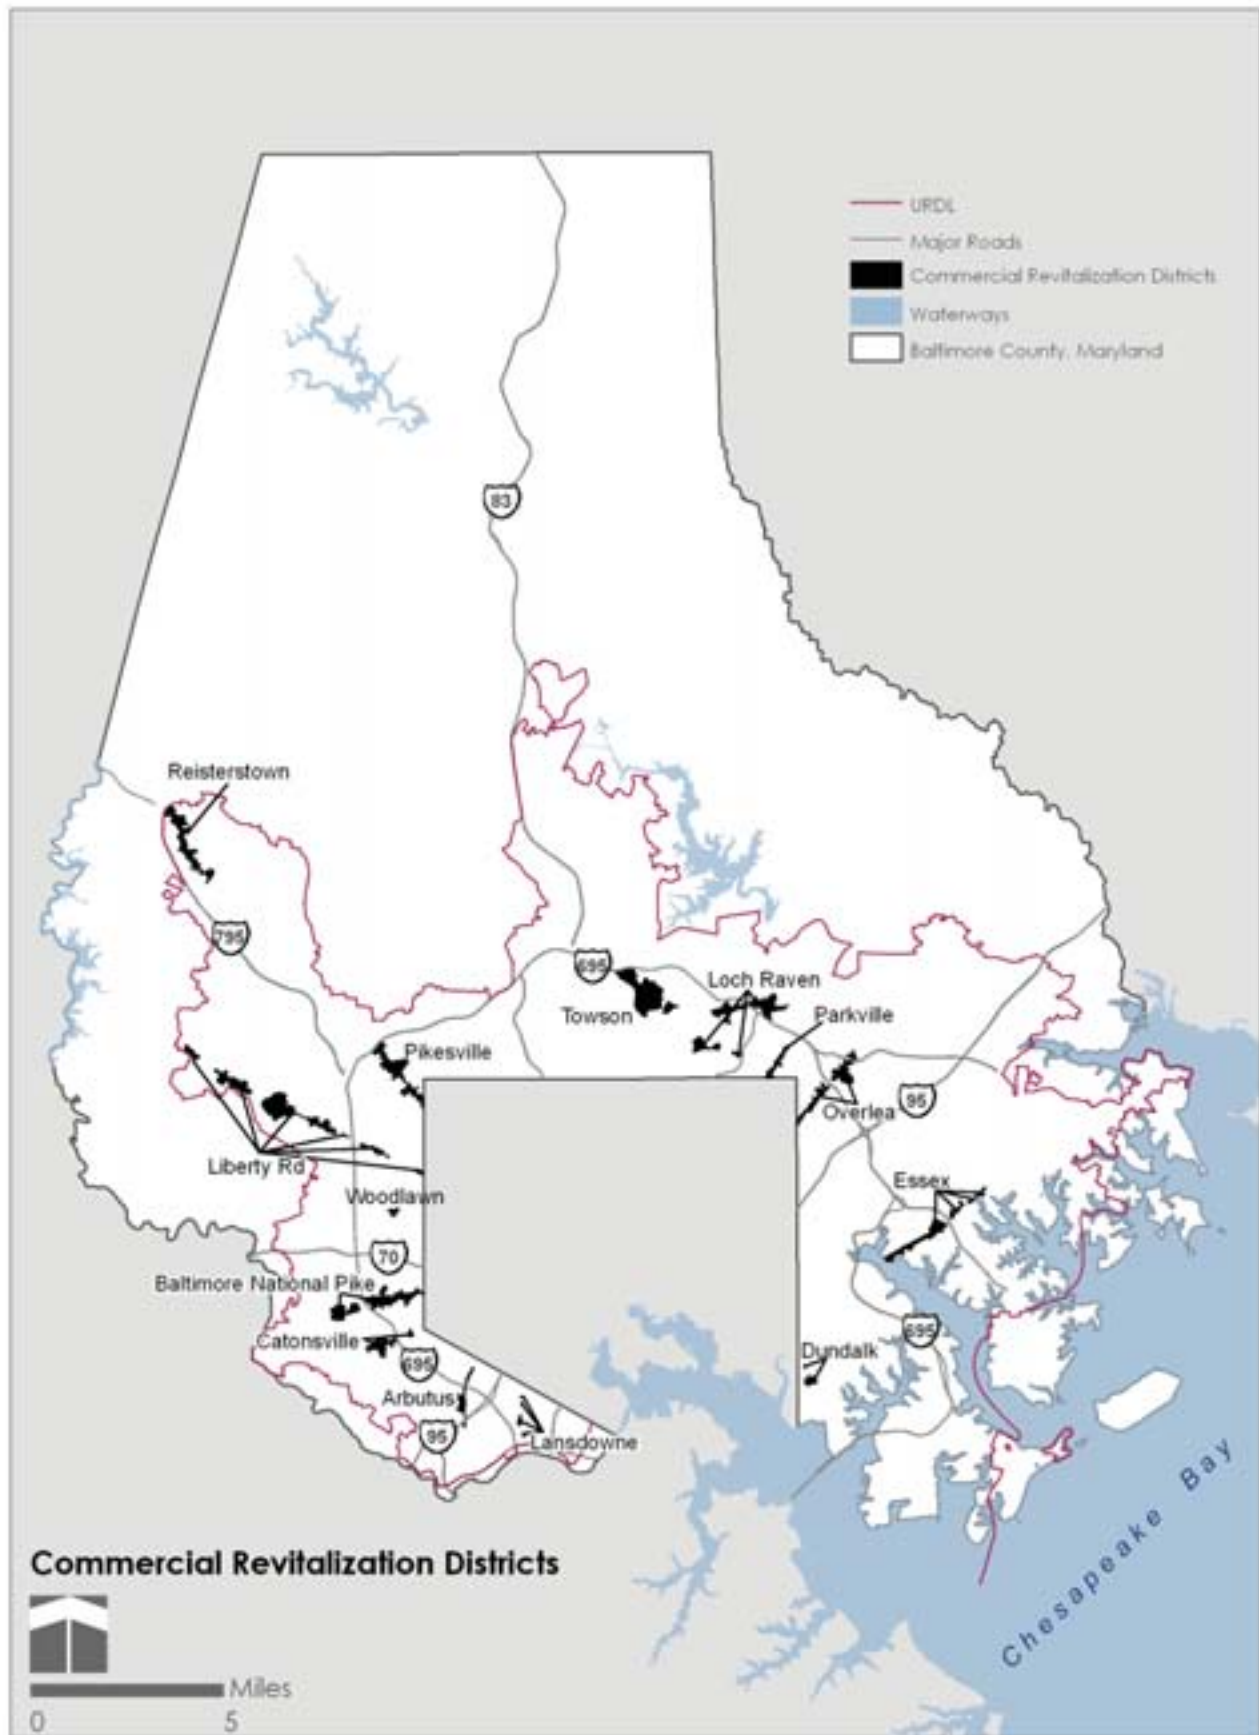 URDL
Major Roads
Commercial Revitalization Districts
Waterways
Baltimore County, Maryland
83
Reisterstown
795
695
Loch Raven
Towson
Parkville
Pikesville
95
Overlea
Liberty Rd
Essex
Woodlawn
70
Baltimore National Pike
Catonsville
695
695
Dundalk
Arbutus
95
Lansdowne
Chesapeake Bay
Commercial Revitalization Districts
Miles
0 5